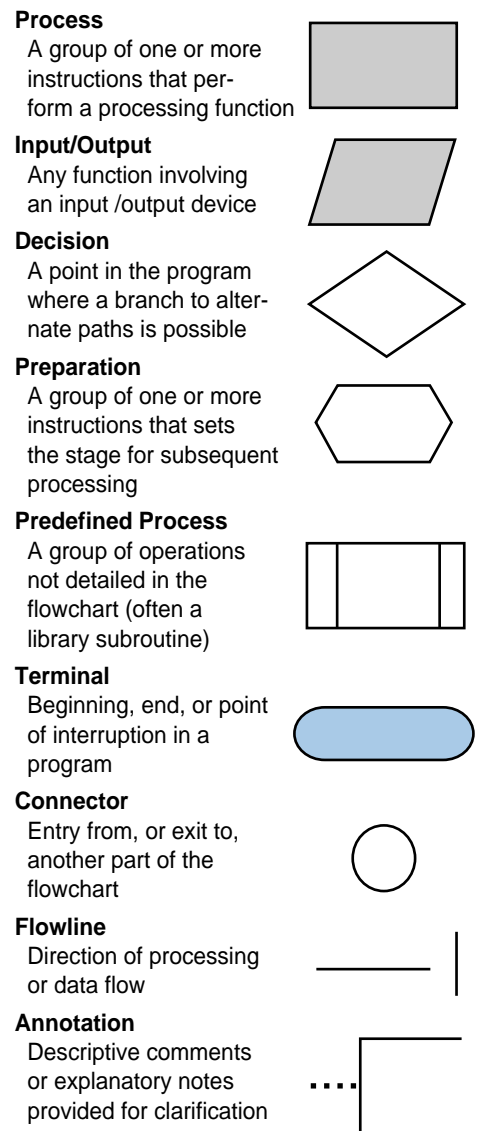 Process
A group of one or more
instructions that per-
form a processing function
Input/Output
Any function involving
an input /output device
Decision
A point in the program
where a branch to alter-
nate paths is possible
Preparation
A group of one or more
instructions that sets
the stage for subsequent
processing
Predefined Process
A group of operations
not detailed in the
flowchart (often a
library subroutine)
Terminal
Beginning, end, or point
of interruption in a
program
Connector
Entry from, or exit to,
another part of the
flowchart
Flowline
Direction of processing
or data flow
Annotation
Descriptive comments
or explanatory notes
provided for clarification